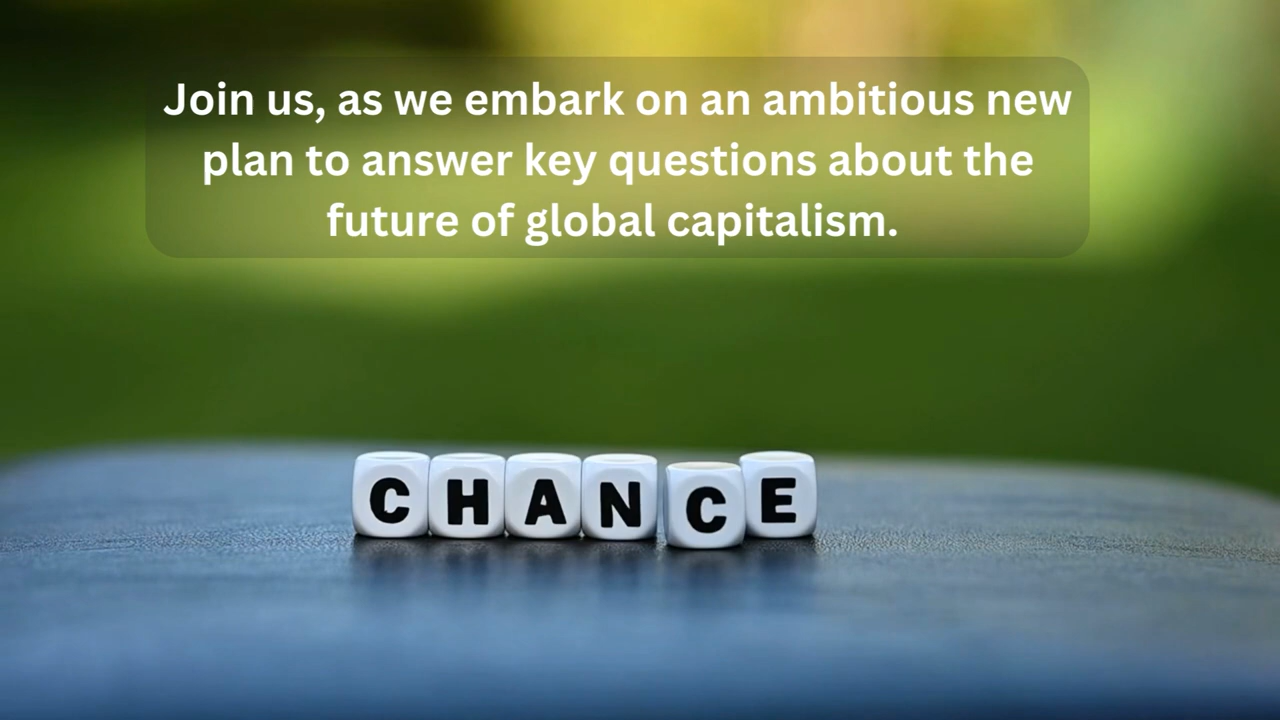 Join us, as we embark on an ambitious new
plan to answer key questions about the
future of global capitalism.
CHANCE